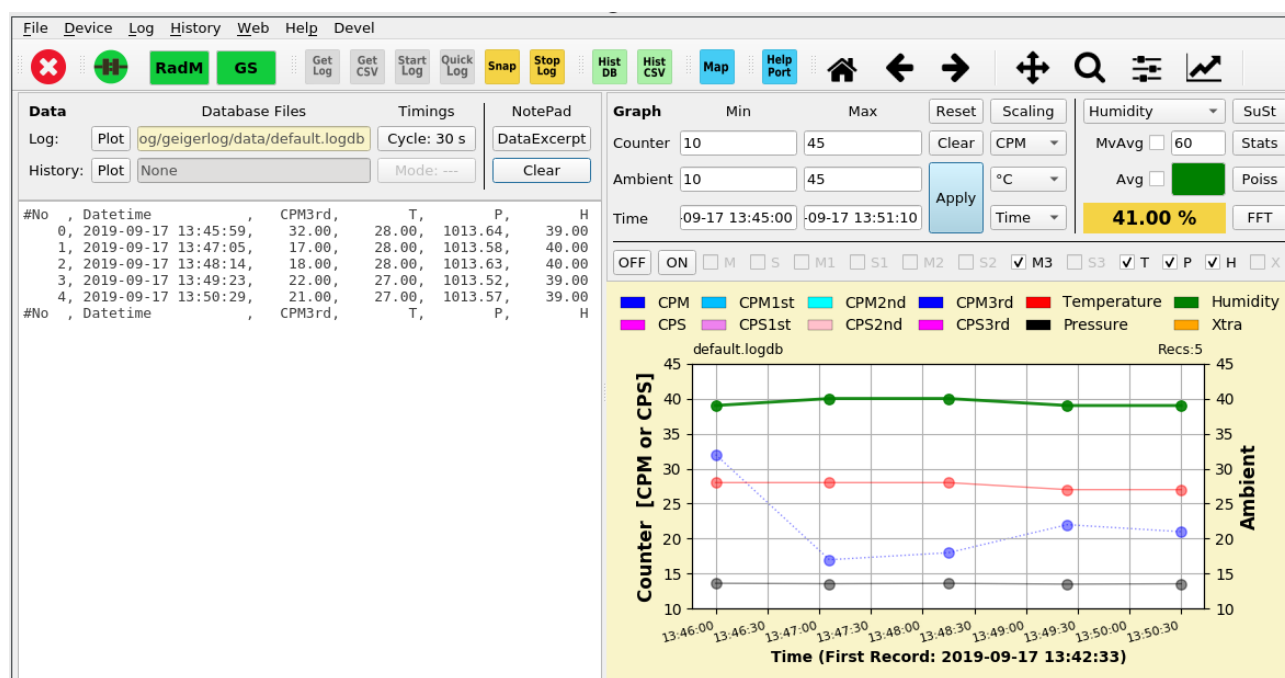 File Device Log History Web Help Devel
RadM GS Get Log Get CSV Start Log Quick Log Snap Stop Log Hist DB Hist CSV Map Help Port
Data Database Files Timings NotePad
Log: Plot og/geigerlog/data/default.logdb Cycle: 30 s DataExcerpt
History: Plot None Mode: --- Clear
#No , Datetime , CPM3rd, T, P, H
0, 2019-09-17 13:45:59, 32.00, 28.00, 1013.64, 39.00
1, 2019-09-17 13:47:05, 17.00, 28.00, 1013.58, 40.00
2, 2019-09-17 13:48:14, 18.00, 28.00, 1013.63, 40.00
3, 2019-09-17 13:49:23, 22.00, 27.00, 1013.52, 39.00
4, 2019-09-17 13:50:29, 21.00, 27.00, 1013.57, 39.00
#No , Datetime , CPM3rd, T, P, H
Graph Min Max Reset Scaling Humidity SuSt
Counter 10 45 Clear CPM MvAvg 60 Stats
Ambient 10 45 Apply °C Avg Poiss
Time -09-17 13:45:00 -09-17 13:51:10 Time 41.00 % FFT
OFF ON M S M1 S1 M2 S2 M3 S3 T P H X
CPM CPM1st CPM2nd CPM3rd Temperature Humidity
CPS CPS1st CPS2nd CPS3rd Pressure Xtra
default.logdb Recs:5
Counter [CPM or CPS]
45
40
35
30
25
20
15
10
45
40
35
30
25
20
15
10
Ambient
13:46:00 13:46:30 13:47:00 13:47:30 13:48:00 13:48:30 13:49:00 13:49:30 13:50:00 13:50:30
Time (First Record: 2019-09-17 13:42:33)